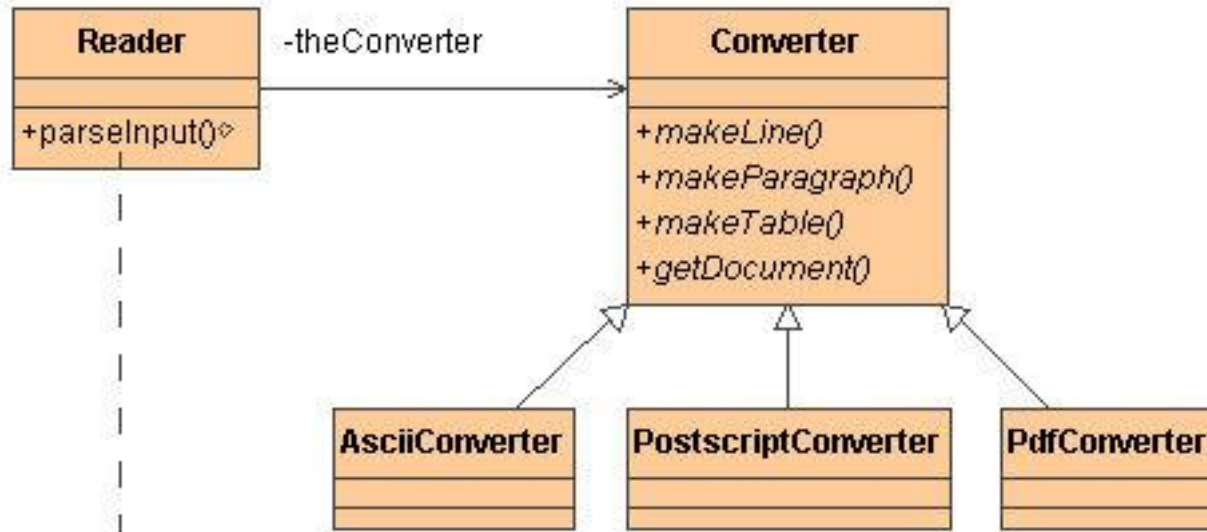 Reader
-theConverter
Converter
+parseInput()
+makeLine()
+makeParagraph()
+makeTable()
+getDocument()
AsciiConverter
PostscriptConverter
PdfConverter